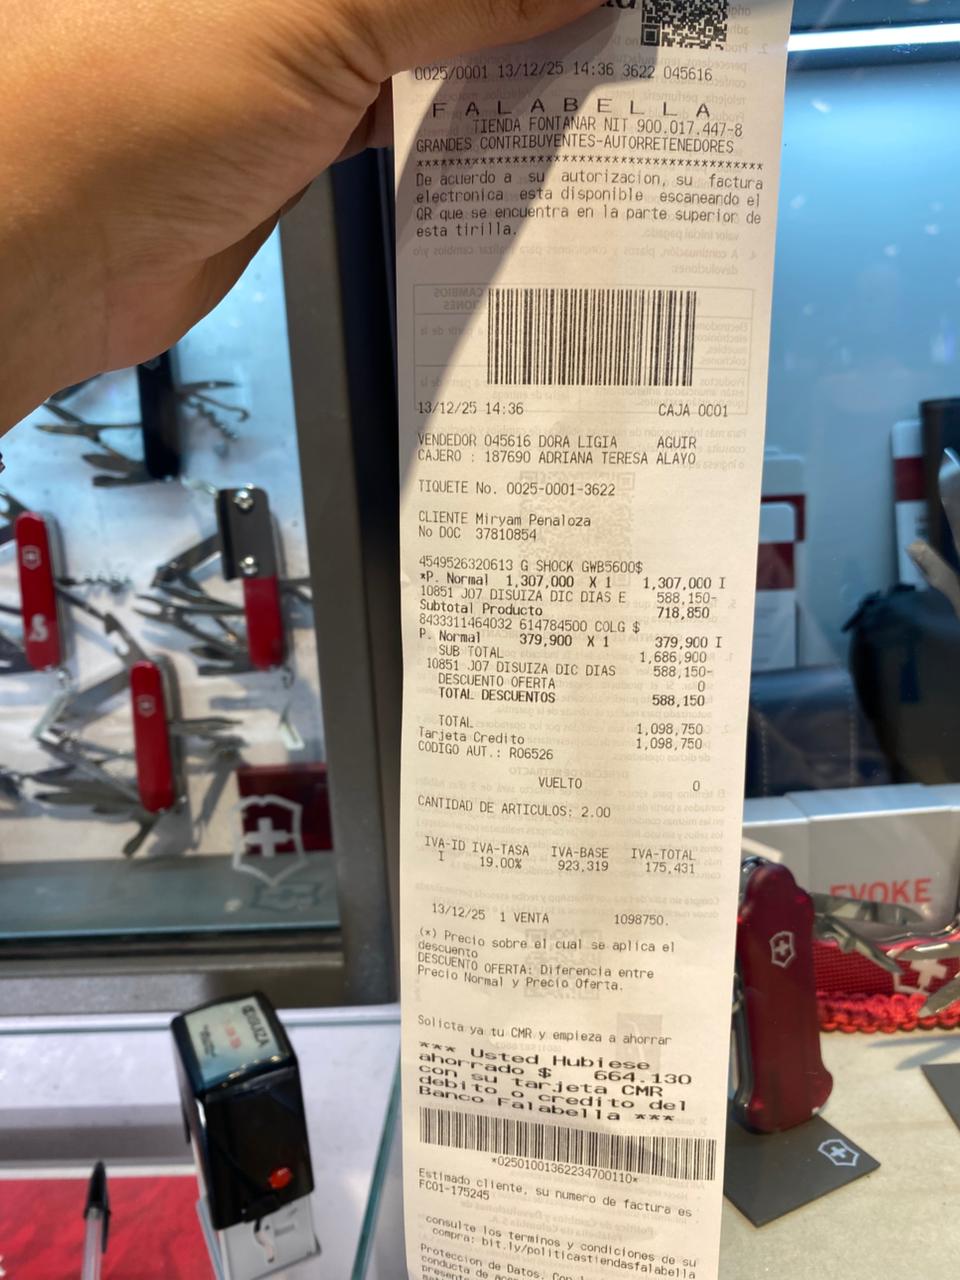 0025/0001 13/12/25 14:36 3622 045616
F A L A B E L L A
TIENDA FONTANAR NIT 900.017.447-8
GRANDES CONTRIBUYENTES-AUTORRETENEDORES
******************************************
De acuerdo a su autorizacion, su factura
electronica esta disponible escaneando el
QR que se encuentra en la parte superior de
esta tirilla.
13/12/25 14:36 CAJA 0001
VENDEDOR 045616 DORA LIGIA AGUIR
CAJERO : 187690 ADRIANA TERESA ALAYO
TIQUETE No. 0025-0001-3622
CLIENTE Miryam Penaloza
No DOC 37810854
4549526320613 G SHOCK GWB5600$
*P. Normal 1,307,000 X 1 1,307,000 I
10851 J07 DISUIZA DIC DIAS E 588,150-
Subtotal Producto 718,850
8433311464032 614784500 COLG $
P. Normal 379,900 X 1 379,900 I
SUB TOTAL 1,686,900
10851 J07 DISUIZA DIC DIAS 588,150-
DESCUENTO OFERTA 0
TOTAL DESCUENTOS 588,150
TOTAL 1,098,750
Tarjeta Credito 1,098,750
CODIGO AUT.: R06526
VUELTO 0
CANTIDAD DE ARTICULOS: 2.00
IVA-ID IVA-TASA IVA-BASE IVA-TOTAL
I 19.00% 923,319 175,431
13/12/25 1 VENTA 1098750.
(*) Precio sobre el cual se aplica el
descuento
DESCUENTO OFERTA: Diferencia entre
Precio Normal y Precio Oferta.
Solicta ya tu CMR y empieza a ahorrar
*** Usted Hubiese
ahorrado $ 664.130
con su tarjeta CMR
debito o credito del
Banco Falabella ***
*02501001362234700110*
Estimado cliente, su numero de factura es
FC01-175245
consulte los terminos y condiciones de su
compra: bit.ly/politicastiendasfalabella
Proteccion de Datos. Con
conducta de
EVOKE